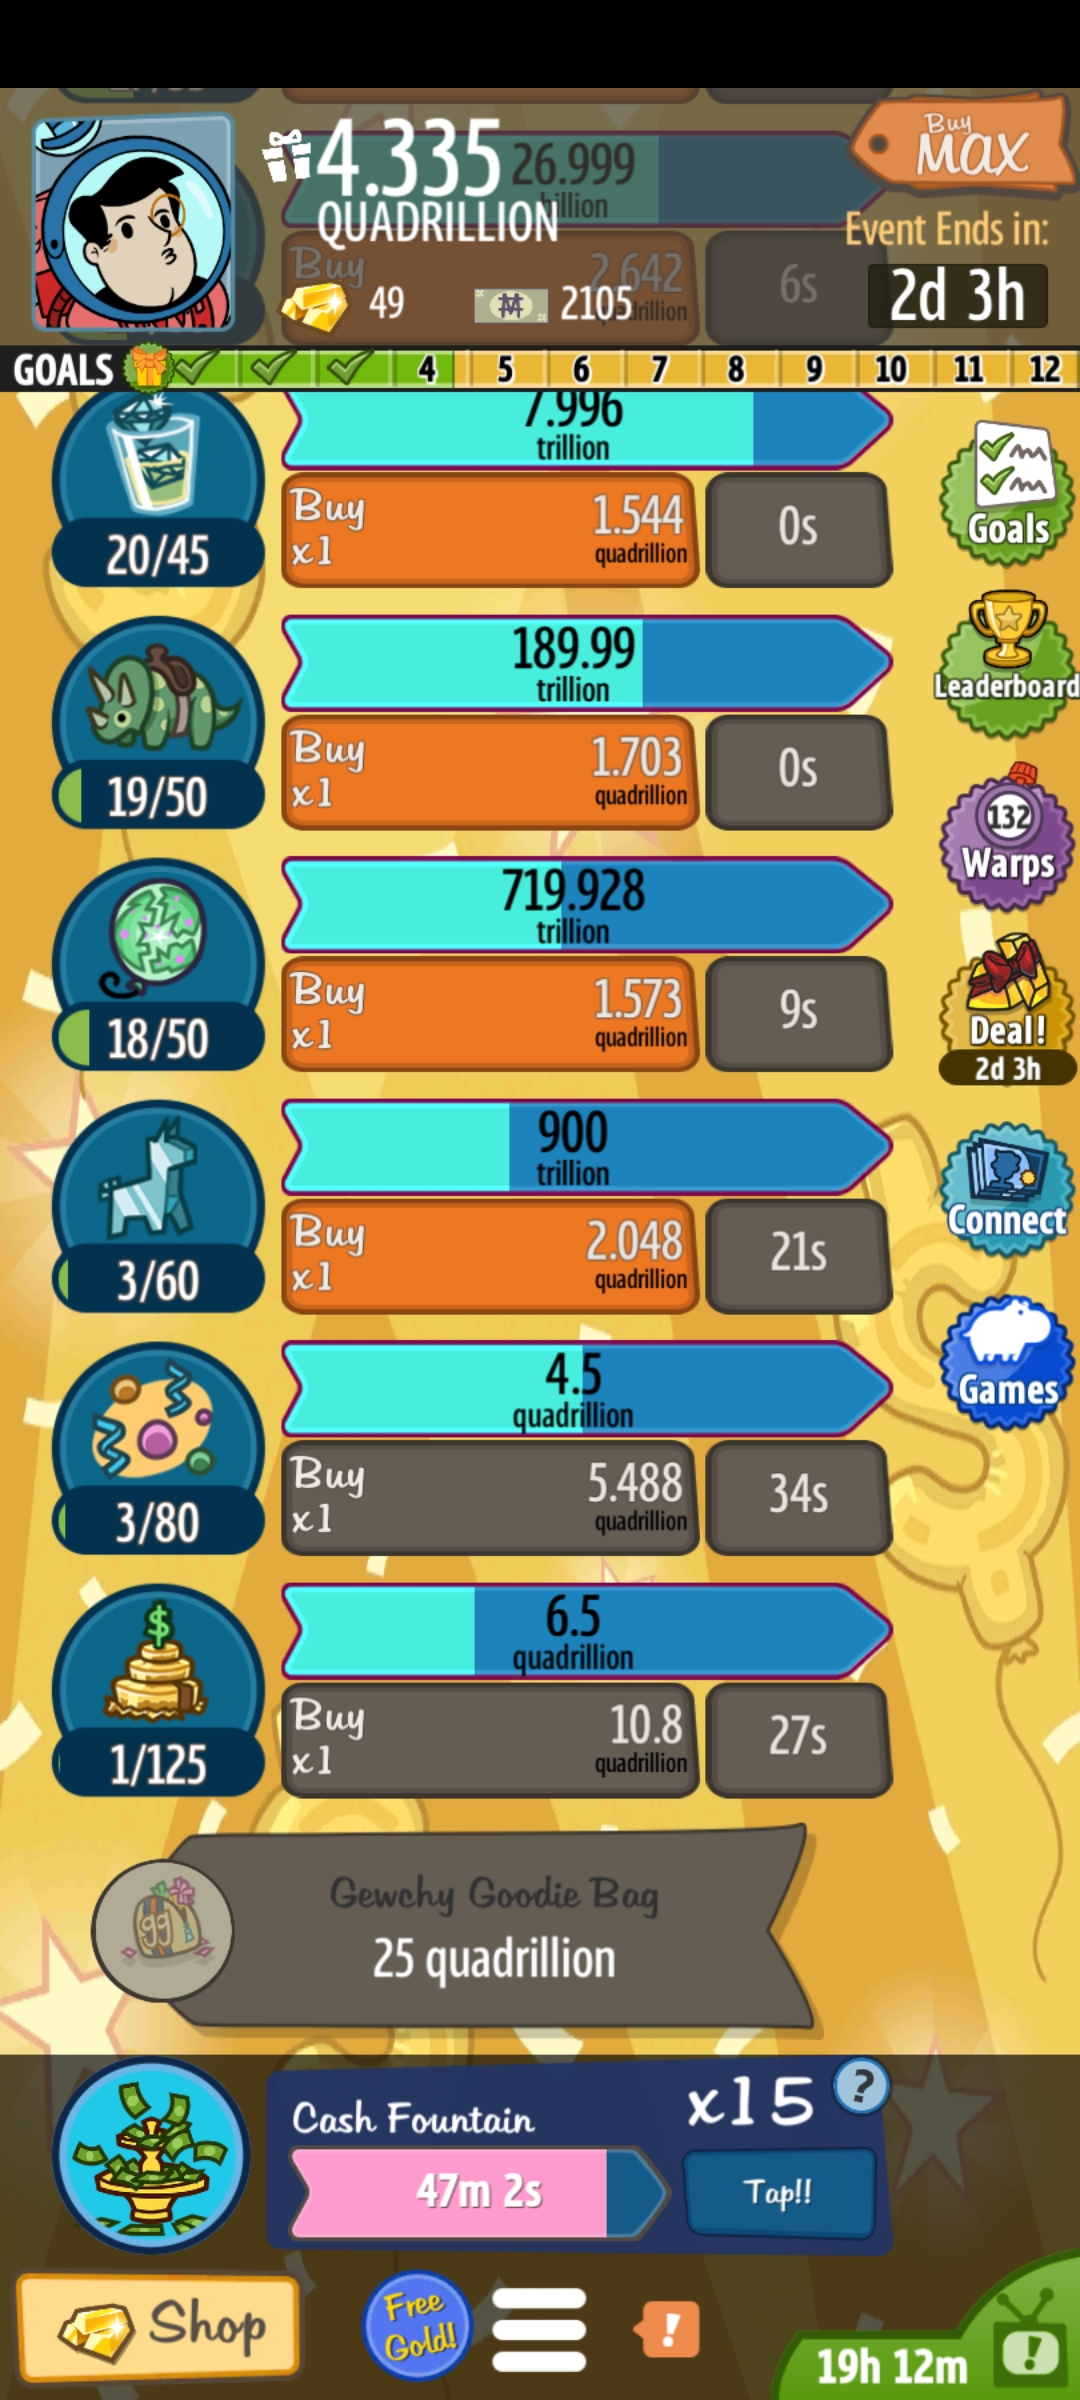 4.335
QUADRILLION
26.999
billion
Buy
MAX
Event Ends in:
2d 3h
49
2105
Buy
2.642
6s
GOALS 4 5 6 7 8 9 10 11 12
7.996
trillion
20/45
Buy
x1
1.544
quadrillion
0s
Goals
189.99
trillion
19/50
Buy
x1
1.703
quadrillion
0s
Leaderboard
132
Warps
719.928
trillion
18/50
Buy
x1
1.573
quadrillion
9s
Deal!
2d 3h
900
trillion
3/60
Buy
x1
2.048
quadrillion
21s
Connect
4.5
quadrillion
3/80
Buy
x1
5.488
quadrillion
34s
Games
$
6.5
quadrillion
1/125
Buy
x1
10.8
quadrillion
27s
gg
Gewchy Goodie Bag
25 quadrillion
Cash Fountain
x15
?
47m 2s
Tap!!
Shop
Free
Gold!
!
19h 12m
!